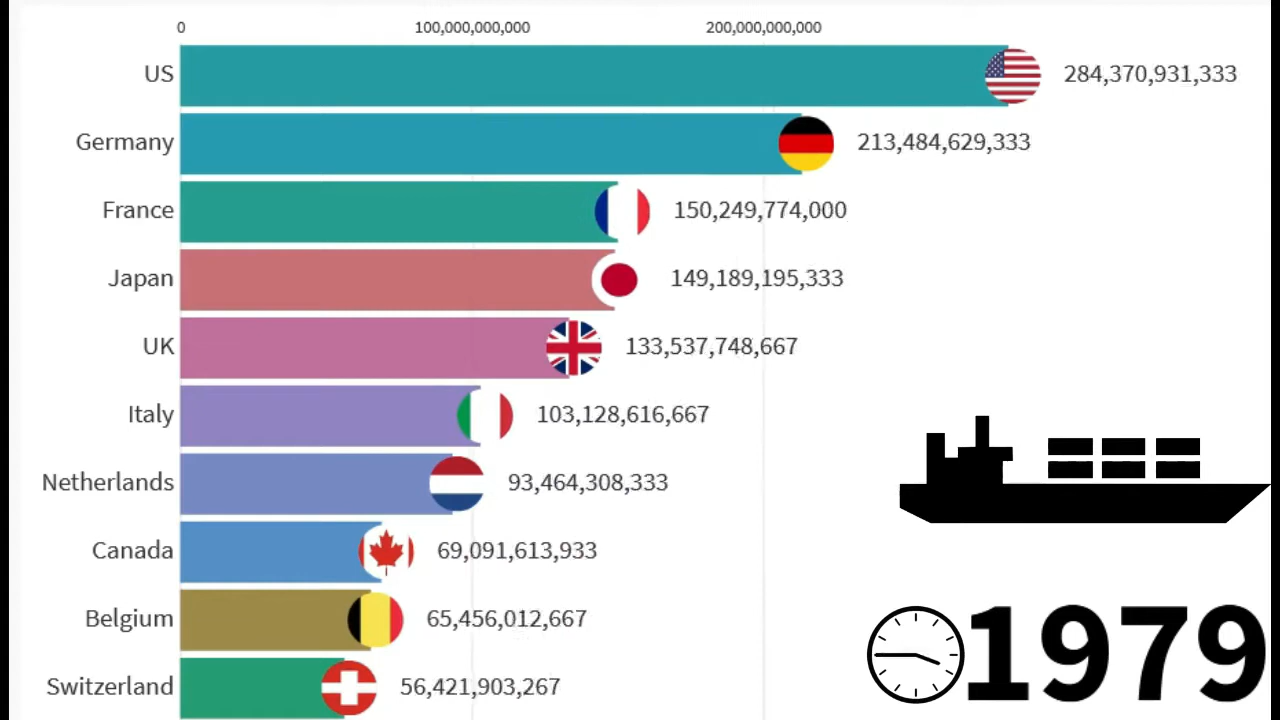 0 100,000,000,000 200,000,000,000
US 284,370,931,333
Germany 213,484,629,333
France 150,249,774,000
Japan 149,189,195,333
UK 133,537,748,667
Italy 103,128,616,667
Netherlands 93,464,308,333
Canada 69,091,613,933
Belgium 65,456,012,667
Switzerland 56,421,903,267
1979